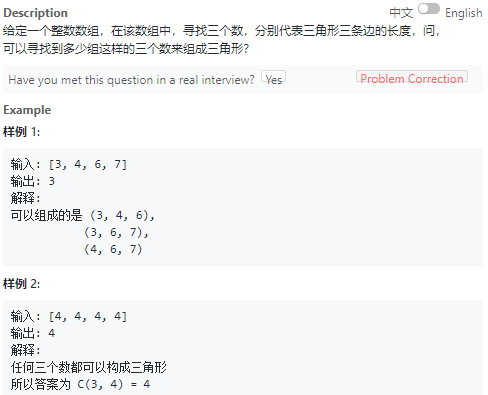 Description 中文 English
给定一个整数数组，在该数组中，寻找三个数，分别代表三角形三条边的长度，问，
可以寻找到多少组这样的三个数来组成三角形？
Have you met this question in a real interview? Yes Problem Correction
Example
样例 1:
输入: [3, 4, 6, 7]
输出: 3
解释:
可以组成的是 (3, 4, 6),
(3, 6, 7),
(4, 6, 7)
样例 2:
输入: [4, 4, 4, 4]
输出: 4
解释:
任何三个数都可以构成三角形
所以答案为 C(3, 4) = 4